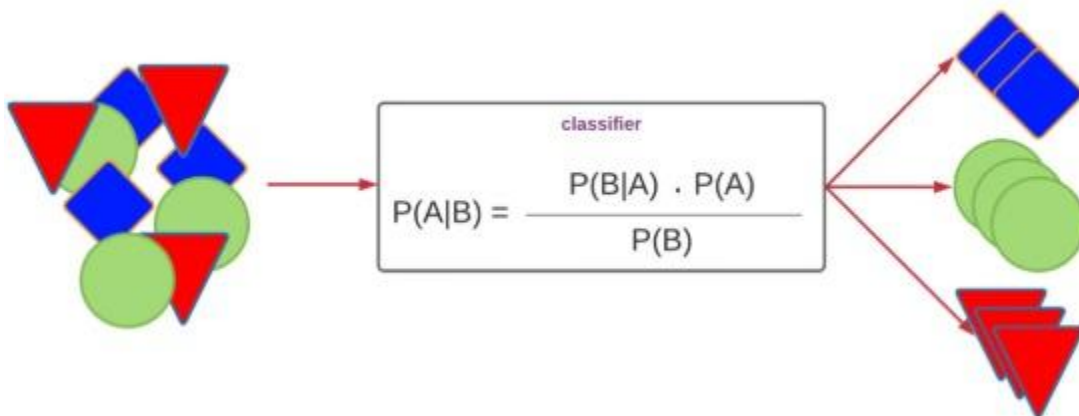 classifier
P(A|B) = P(B|A) . P(A)
P(B)